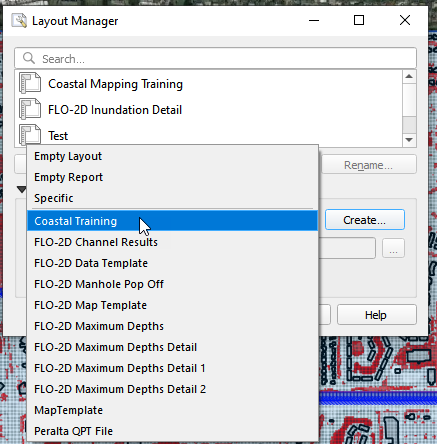 Layout Manager
Search...
Coastal Mapping Training
FLO-2D Inundation Detail
Test
Empty Layout
Empty Report
Specific
Coastal Training
FLO-2D Channel Results
FLO-2D Data Template
FLO-2D Manhole Pop Off
FLO-2D Map Template
FLO-2D Maximum Depths
FLO-2D Maximum Depths Detail
FLO-2D Maximum Depths Detail 1
FLO-2D Maximum Depths Detail 2
MapTemplate
Peralta QPT File
Rename...
Create...
...
Help